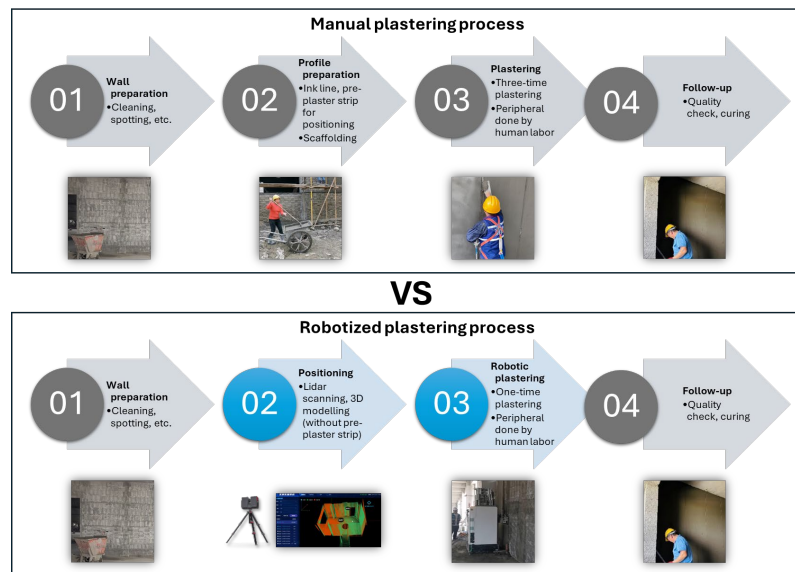 Manual plastering process
01
Wall
preparation
•Cleaning,
spotting, etc.
02
Profile
preparation
•Ink line, pre-
plaster strip
for
positioning
•Scaffolding
03
Plastering
•Three-time
plastering
•Peripheral
done by
human labor
04
Follow-up
•Quality
check, curing
VS
Robotized plastering process
01
Wall
preparation
•Cleaning,
spotting, etc.
02
Positioning
•Lidar
scanning, 3D
modelling
(without pre-
plaster strip)
03
Robotic
plastering
•One-time
plastering
•Peripheral
done by
human labor
04
Follow-up
•Quality
check, curing